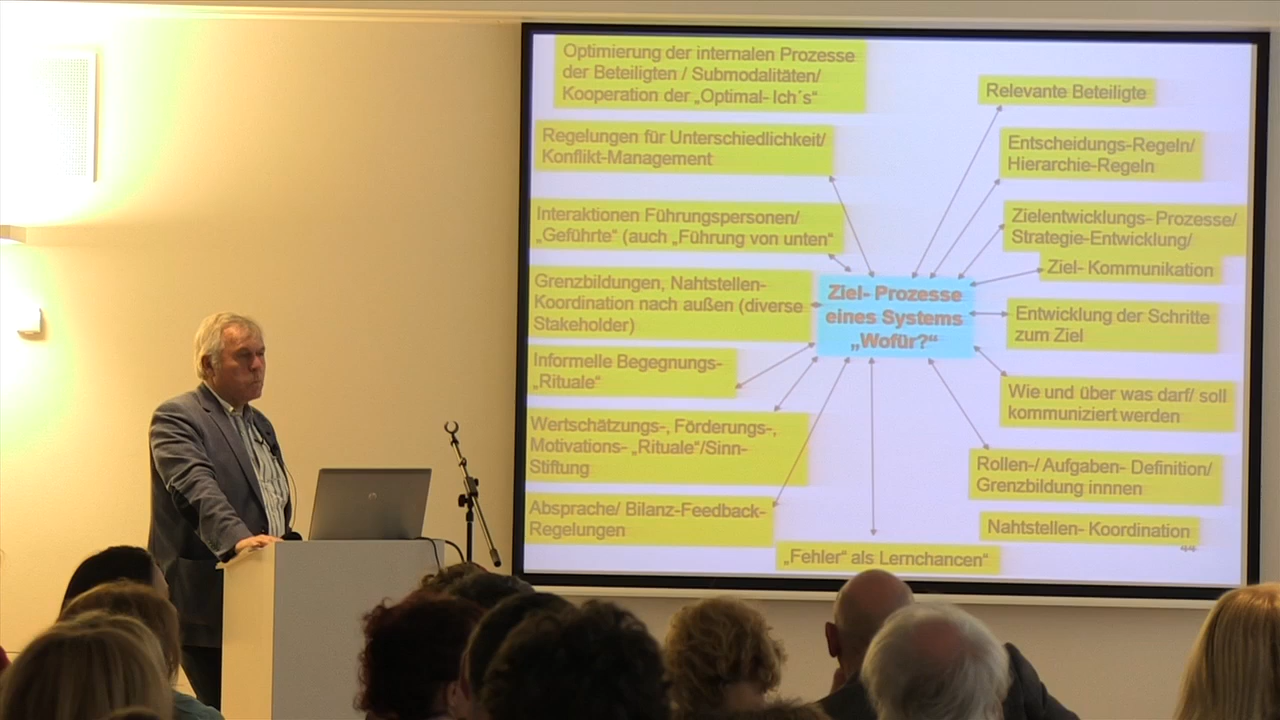 Optimierung der internalen Prozesse
der Beteiligten / Submodalitäten/
Kooperation der „Optimal- Ich´s“
Regelungen für Unterschiedlichkeit/
Konflikt-Management
Interaktionen Führungspersonen/
„Geführte“ (auch „Führung von unten“
Grenzbildungen, Nahtstellen-
Koordination nach außen (diverse
Stakeholder)
Informelle Begegnungs-
„Rituale“
Wertschätzungs-, Förderungs-,
Motivations- „Rituale“/Sinn-
Stiftung
Absprache/ Bilanz-Feedback-
Regelungen
„Fehler“ als Lernchancen“
Ziel- Prozesse
eines Systems
„Wofür?“
Relevante Beteiligte
Entscheidungs-Regeln/
Hierarchie-Regeln
Zielentwicklungs- Prozesse/
Strategie-Entwicklung/
Ziel- Kommunikation
Entwicklung der Schritte
zum Ziel
Wie und über was darf/ soll
kommuniziert werden
Rollen-/ Aufgaben- Definition/
Grenzbildung innnen
Nahtstellen- Koordination